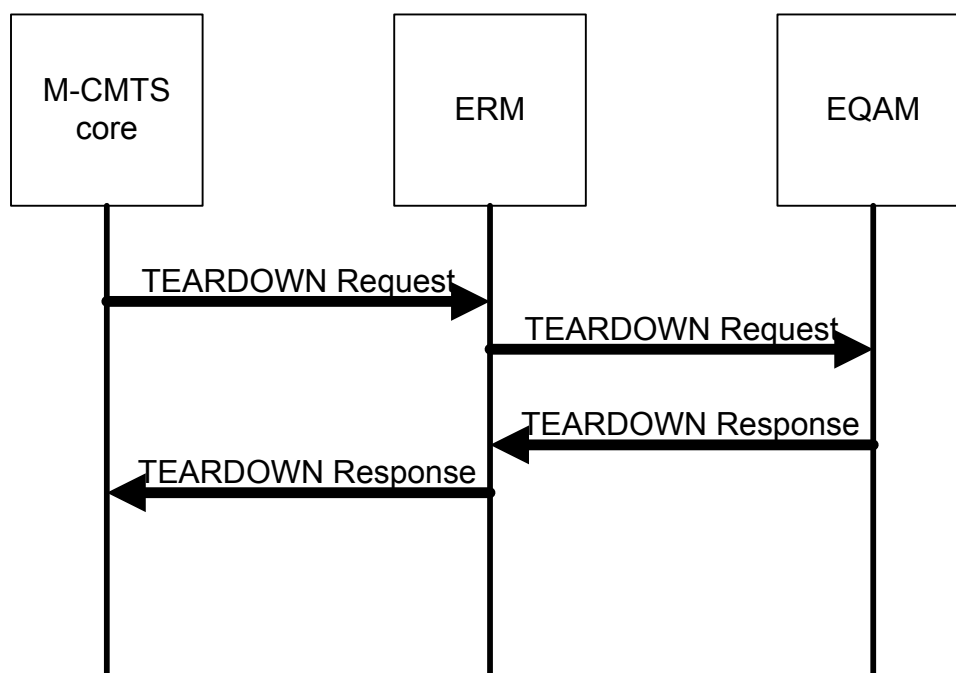 M-CMTS
core
ERM
EQAM
TEARDOWN Request
TEARDOWN Request
TEARDOWN Response
TEARDOWN Response